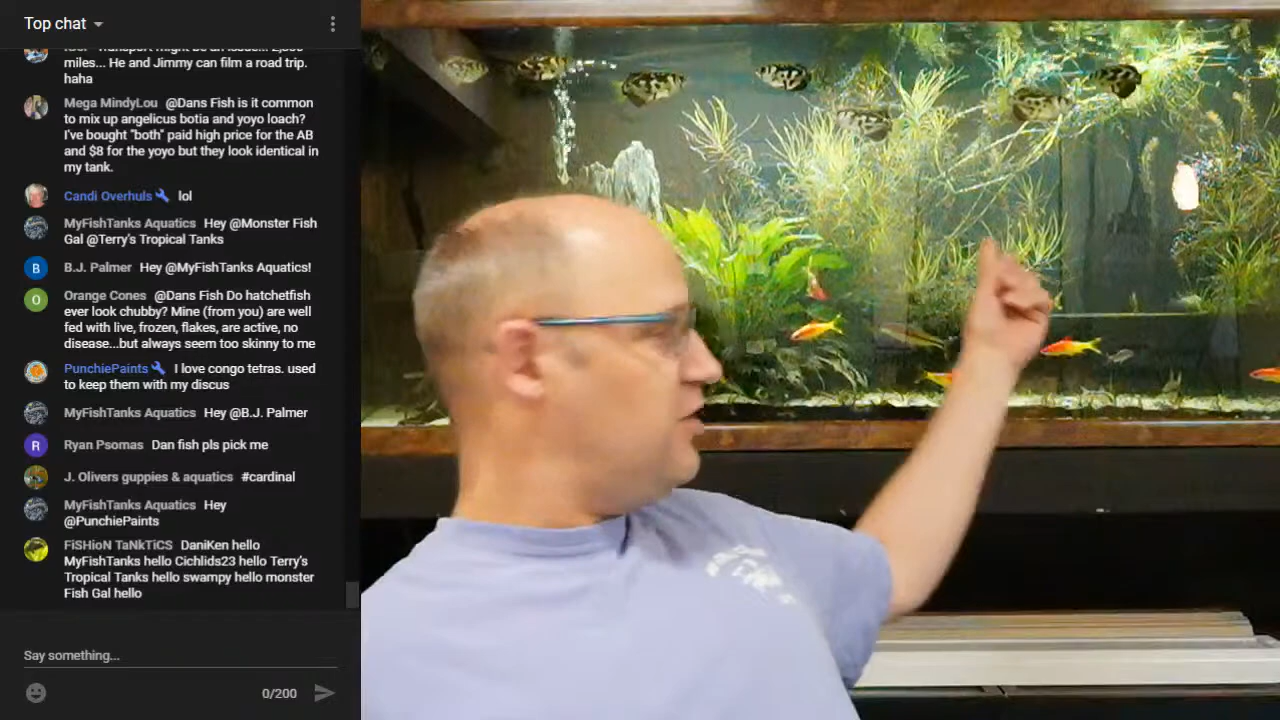 Top chat
miles... He and Jimmy can film a road trip.
haha
Mega MindyLou @Dans Fish is it common
to mix up angelicus botia and yoyo loach?
I've bought "both" paid high price for the AB
and $8 for the yoyo but they look identical in
my tank.
Candi Overhuls lol
MyFishTanks Aquatics Hey @Monster Fish
Gal @Terry's Tropical Tanks
B.J. Palmer Hey @MyFishTanks Aquatics!
Orange Cones @Dans Fish Do hatchetfish
ever look chubby? Mine (from you) are well
fed with live, frozen, flakes, are active, no
disease...but always seem too skinny to me
PunchiePaints I love congo tetras. used
to keep them with my discus
MyFishTanks Aquatics Hey @B.J. Palmer
Ryan Psomas Dan fish pls pick me
J. Olivers guppies & aquatics #cardinal
MyFishTanks Aquatics Hey
@PunchiePaints
FiSHioN TaNkTiCS DaniKen hello
MyFishTanks hello Cichlids23 hello Terry's
Tropical Tanks hello swampy hello monster
Fish Gal hello
Say something...
0/200